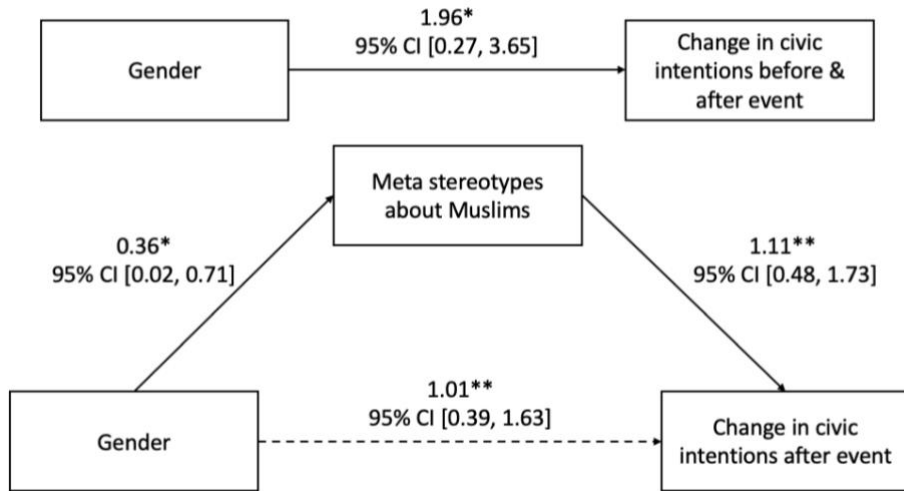 1.96*
95% CI [0.27, 3.65]
Gender
Change in civic
intentions before &
after event
Meta stereotypes
about Muslims
0.36*
95% CI [0.02, 0.71]
1.11**
95% CI [0.48, 1.73]
1.01**
95% CI [0.39, 1.63]
Gender
Change in civic
intentions after event